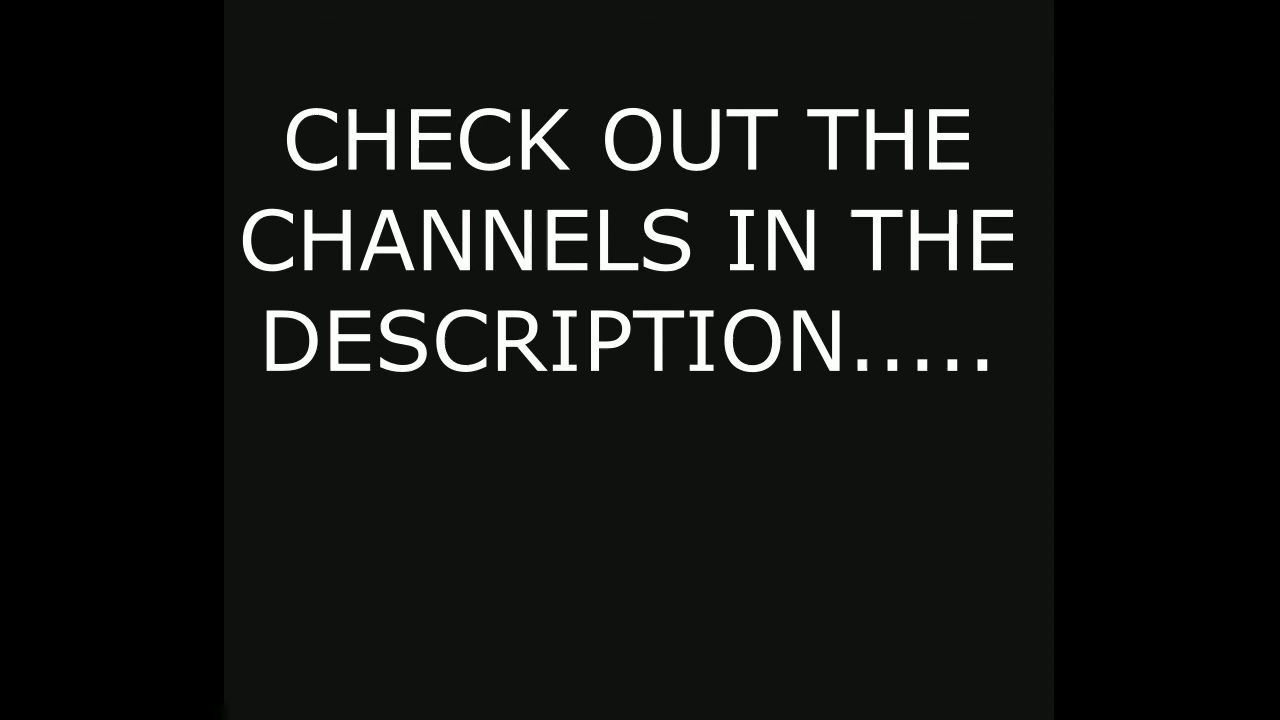 CHECK OUT THE
CHANNELS IN THE
DESCRIPTION.....